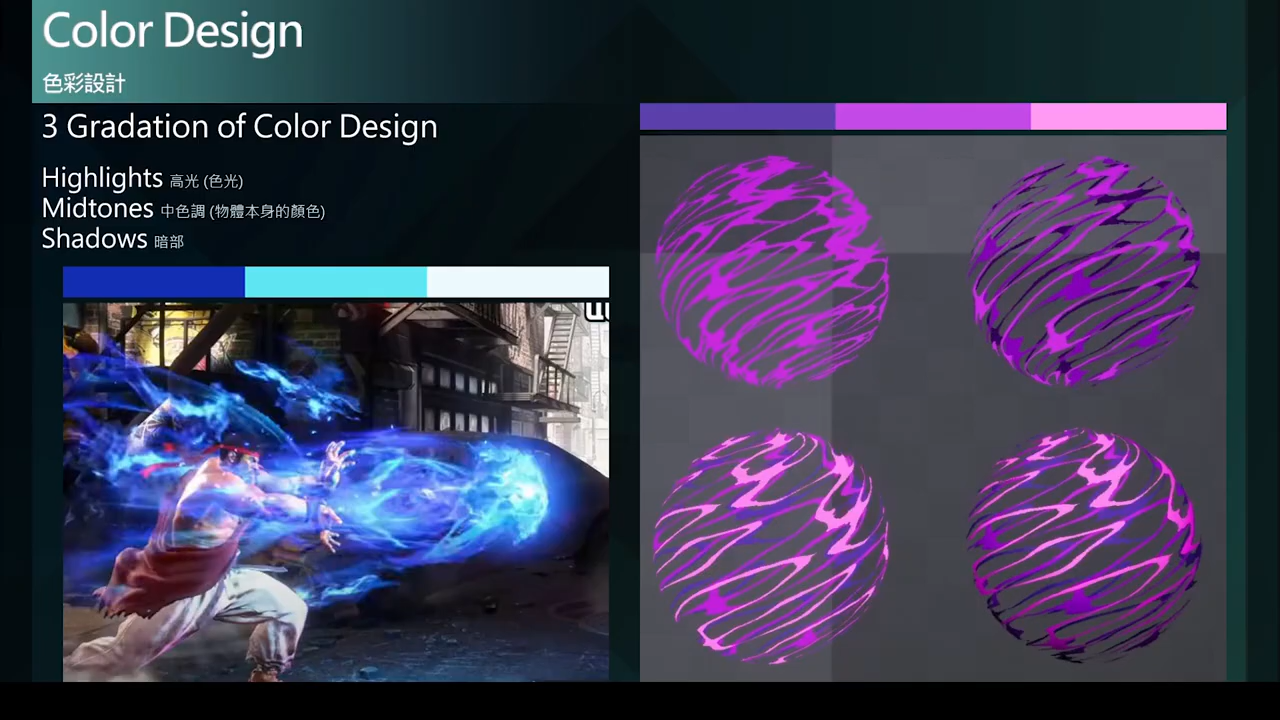 Color Design
色彩設計
3 Gradation of Color Design
Highlights 高光 (色光)
Midtones 中色調 (物體本身的顏色)
Shadows 暗部